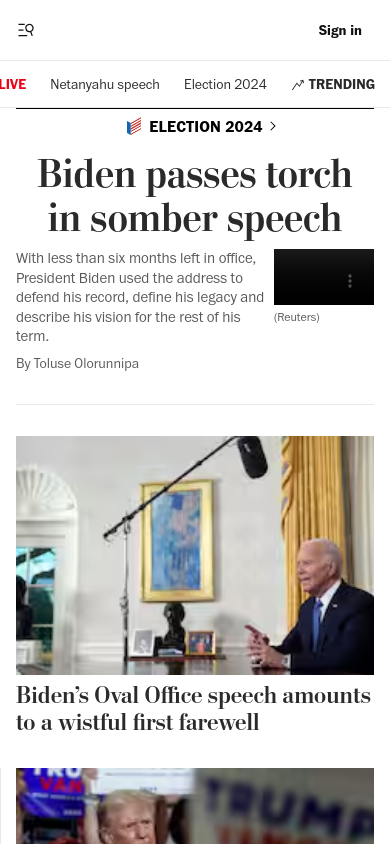 Sign in
LIVE
Netanyahu speech
Election 2024
TRENDING
ELECTION 2024
Biden passes torch
in somber speech
With less than six months left in office,
President Biden used the address to
defend his record, define his legacy and
describe his vision for the rest of his
term.
By Toluse Olorunnipa
(Reuters)
Biden's Oval Office speech amounts
to a wistful first farewell
TRUMP